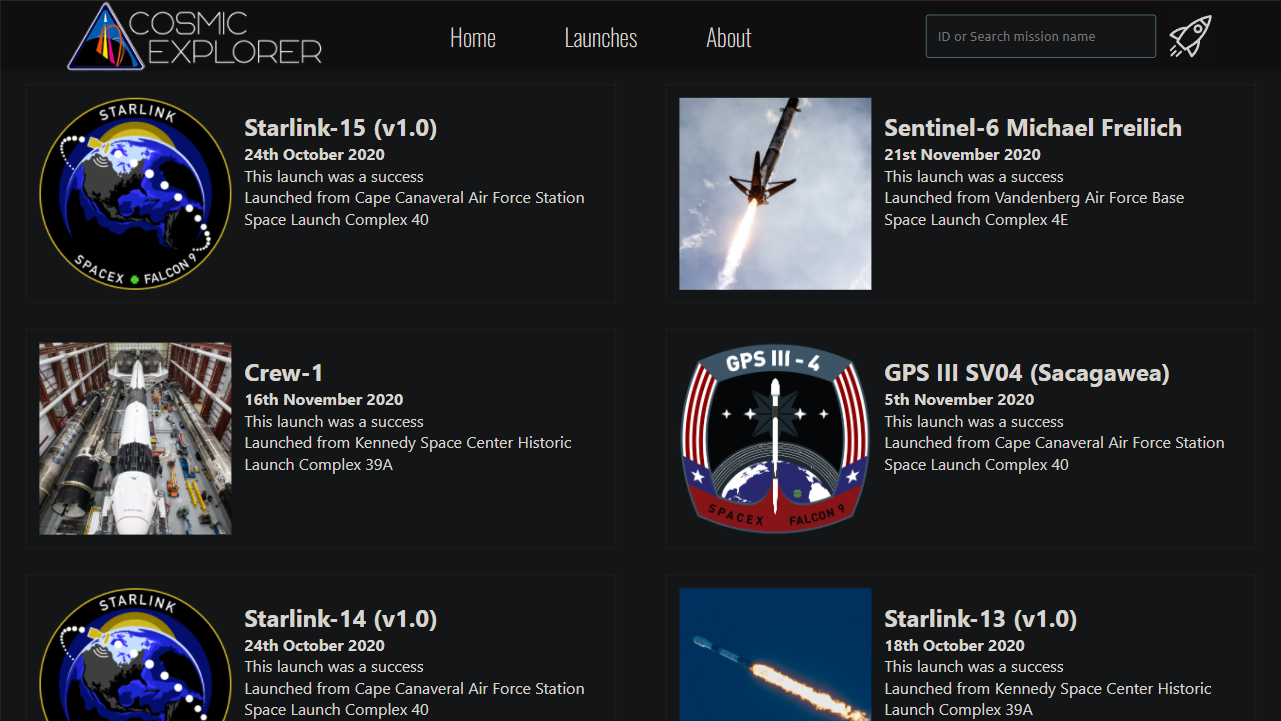 COSMIC
EXPLORER
Home
Launches
About
ID or Search mission name
STARLINK
SPACEX FALCON 9
Starlink-15 (v1.0)
24th October 2020
This launch was a success
Launched from Cape Canaveral Air Force Station
Space Launch Complex 40
Sentinel-6 Michael Freilich
21st November 2020
This launch was a success
Launched from Vandenberg Air Force Base
Space Launch Complex 4E
Crew-1
16th November 2020
This launch was a success
Launched from Kennedy Space Center Historic
Launch Complex 39A
GPS III - 4
SPACEX FALCON 9
GPS III SV04 (Sacagawea)
5th November 2020
This launch was a success
Launched from Cape Canaveral Air Force Station
Space Launch Complex 40
STARLINK
Starlink-14 (v1.0)
24th October 2020
This launch was a success
Launched from Cape Canaveral Air Force Station
Space Launch Complex 40
Starlink-13 (v1.0)
18th October 2020
This launch was a success
Launched from Kennedy Space Center Historic
Launch Complex 39A